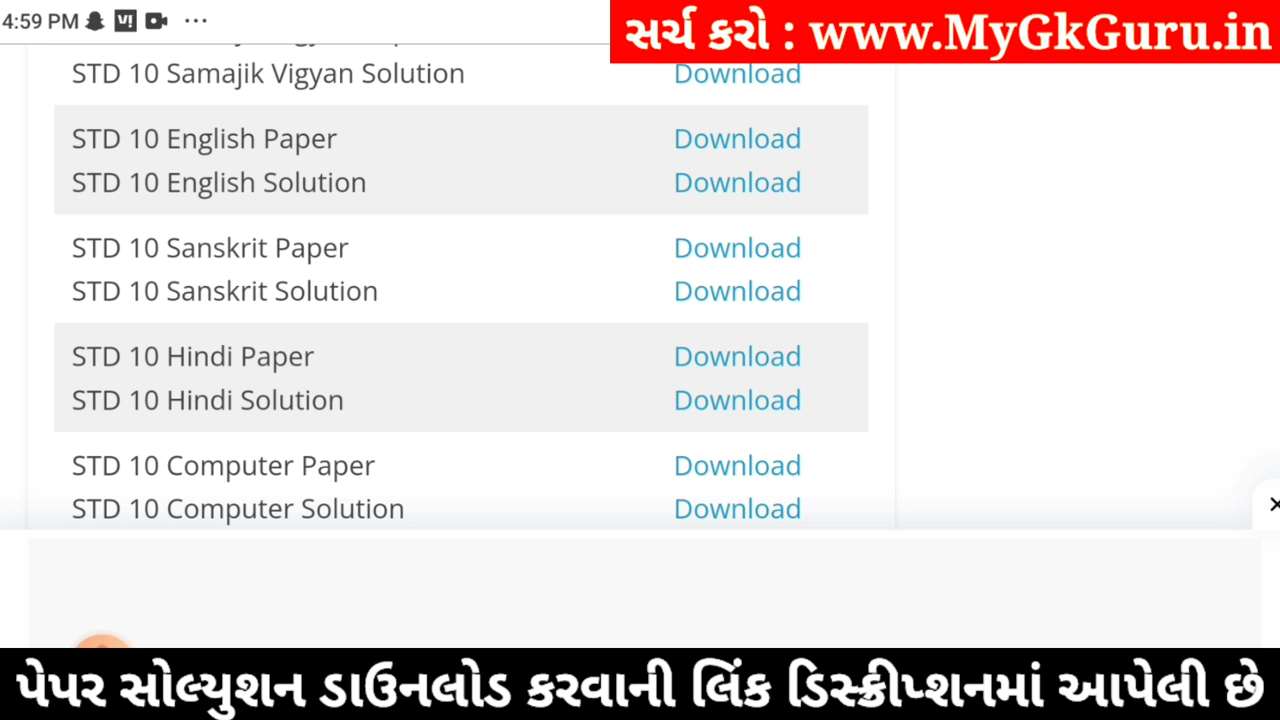 4:59 PM
સર્ચ કરો : www.MyGkGuru.in
STD 10 Samajik Vigyan Solution Download
STD 10 English Paper Download
STD 10 English Solution Download
STD 10 Sanskrit Paper Download
STD 10 Sanskrit Solution Download
STD 10 Hindi Paper Download
STD 10 Hindi Solution Download
STD 10 Computer Paper Download
STD 10 Computer Solution Download
પેપર સોલ્યુશન ડાઉનલોડ કરવાની લિંક ડિસ્ક્રીપ્શનમાં આપેલી છે